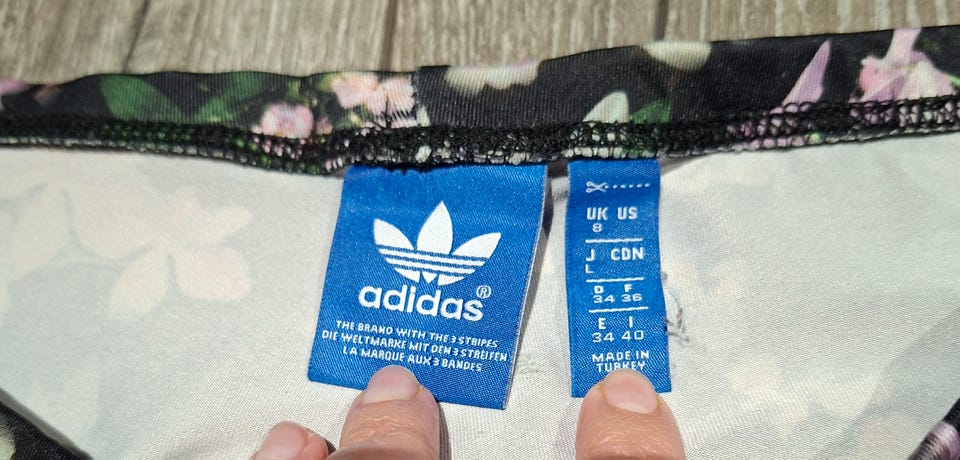 adidas®
THE BRAND WITH THE 3 STRIPES
DIE WELTMARKE MIT DEN 3 STREIFEN
LA MARQUE AUX 3 BANDES
UK US
8
J CDN
L
D F
34 36
E I
34 40
MADE IN
TURKEY